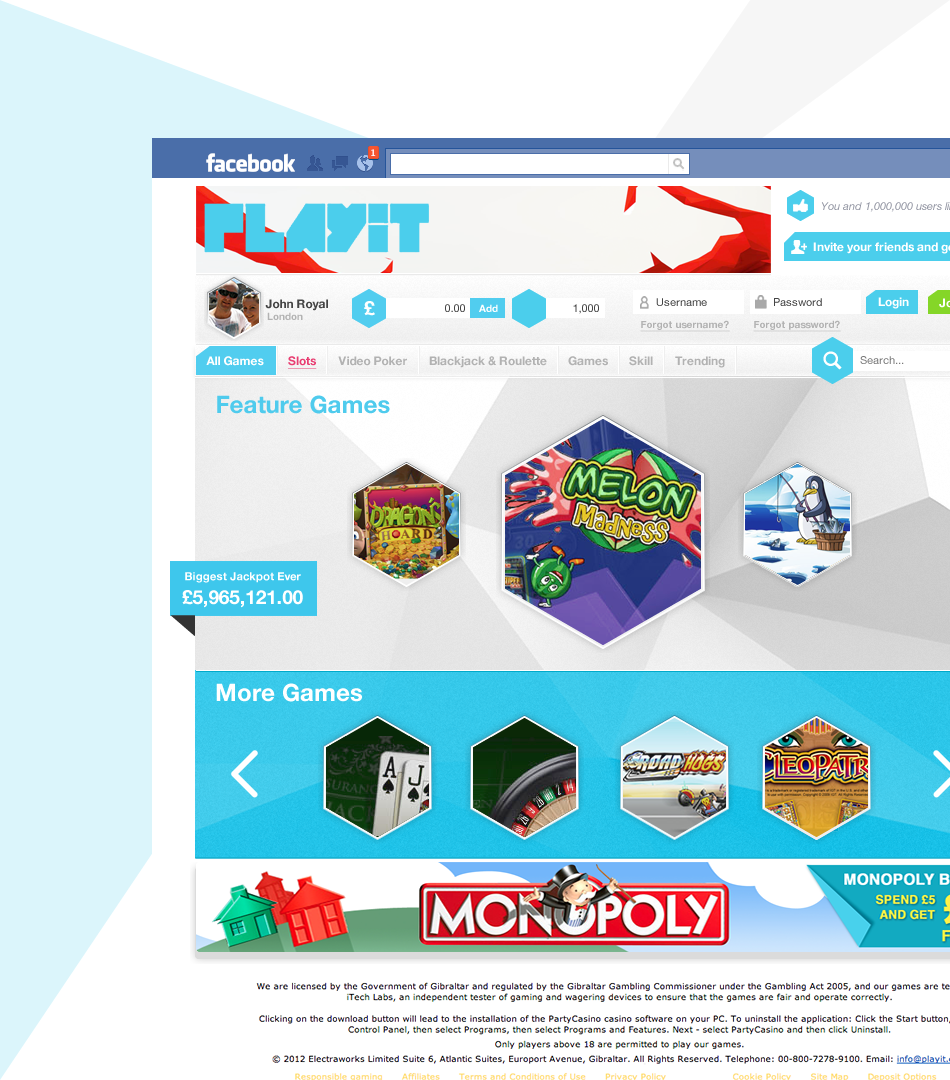 facebook
1
PLAYiT
You and 1,000,000 users li
Invite your friends and g
John Royal
London
£
0.00
Add
1,000
Username
Password
Login
Jo
Forgot username?
Forgot password?
All Games
Slots
Video Poker
Blackjack & Roulette
Games
Skill
Trending
Search...
Feature Games
DRAGON'S
HOARD
MELON
MadNeSS
Biggest Jackpot Ever
£5,965,121.00
More Games
A
J
ROAD HOGS
CLEOPATR
MONOPOLY
MONOPOLY B
SPEND £5
AND GET
F
We are licensed by the Government of Gibraltar and regulated by the Gibraltar Gambling Commissioner under the Gambling Act 2005, and our games are te
iTech Labs, an independent tester of gaming and wagering devices to ensure that the games are fair and operate correctly.
Clicking on the download button will lead to the installation of the PartyCasino casino software on your PC. To uninstall the application: Click the Start button,
Control Panel, then select Programs, then select Programs and Features. Next - select PartyCasino and then click Uninstall.
Only players above 18 are permitted to play our games.
© 2012 Electraworks Limited Suite 6, Atlantic Suites, Europort Avenue, Gibraltar. All Rights Reserved. Telephone: 00-800-7278-9100. Email: info@playit.
Responsible gaming
Affiliates
Terms and Conditions of Use
Privacy Policy
Cookie Policy
Site Map
Deposit Options